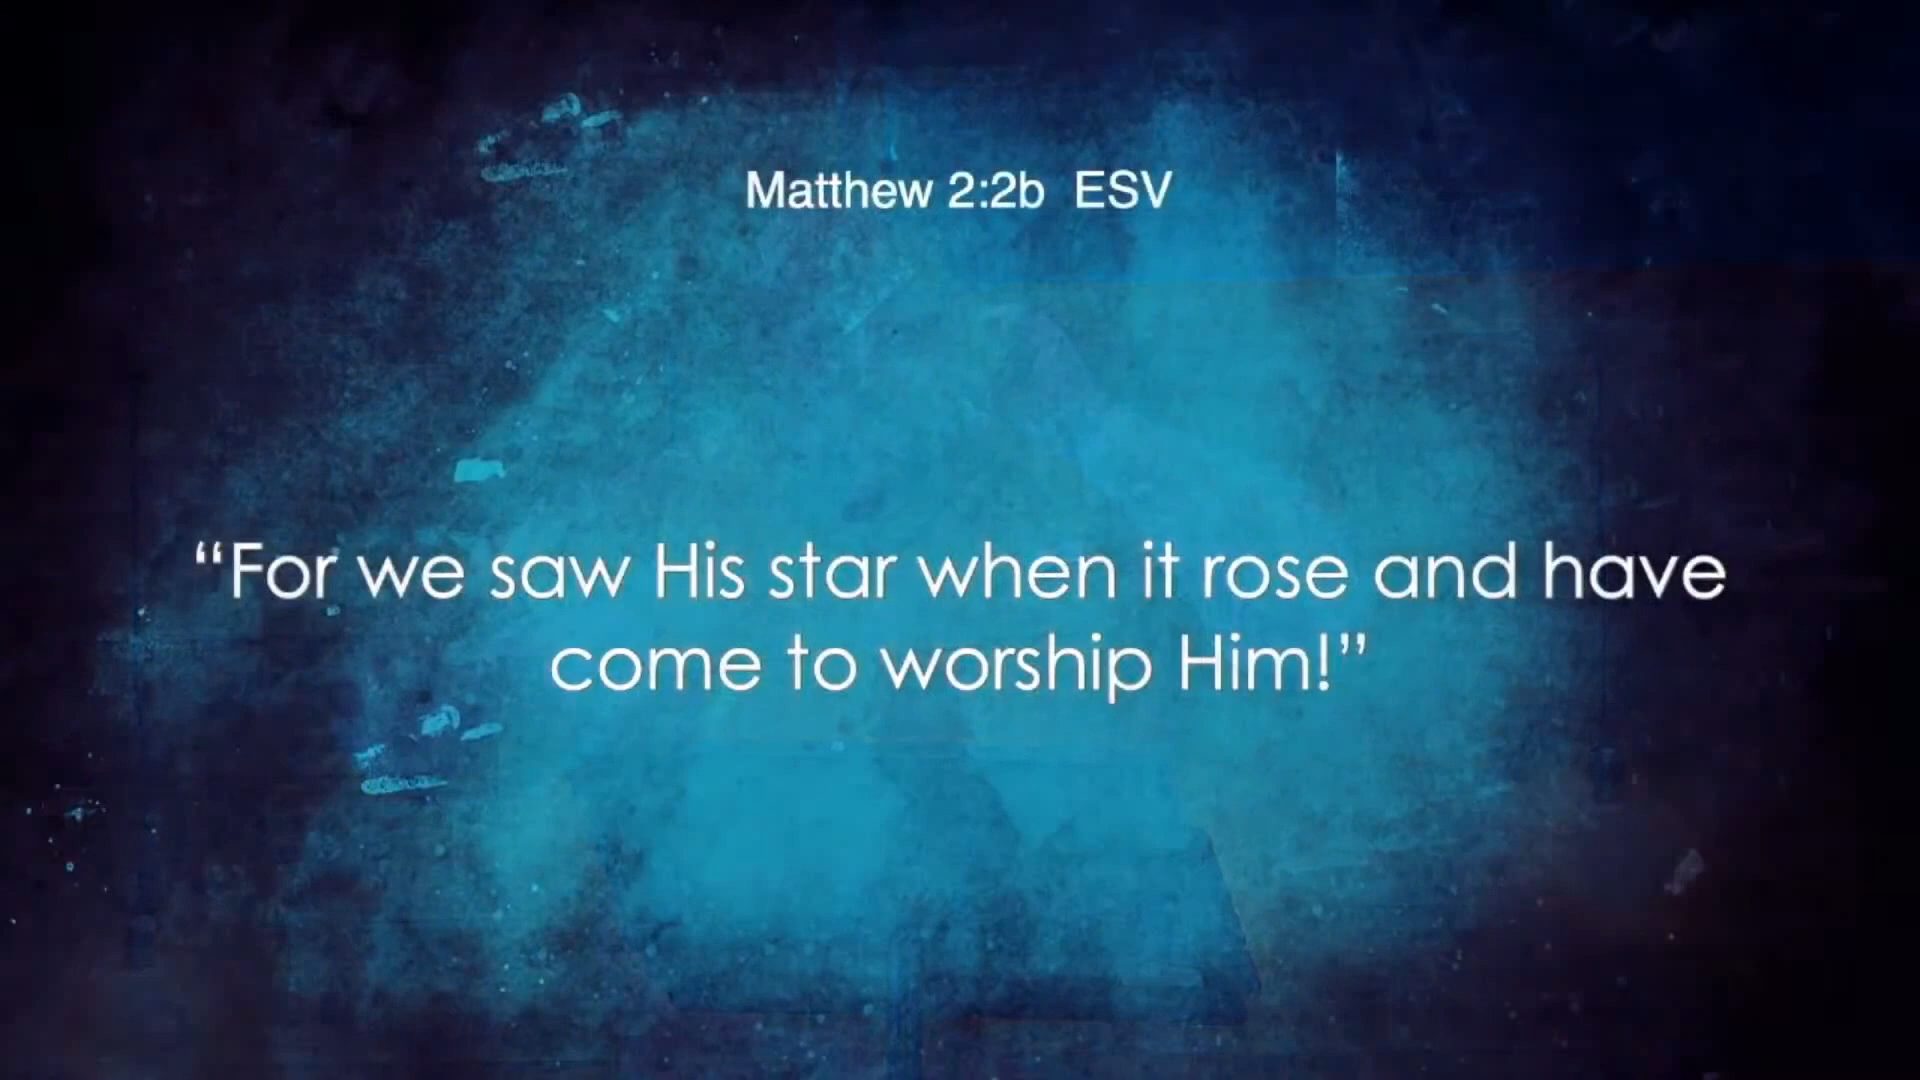 Matthew 2:2b  ESV
“For we saw His star when it rose and have
come to worship Him!”